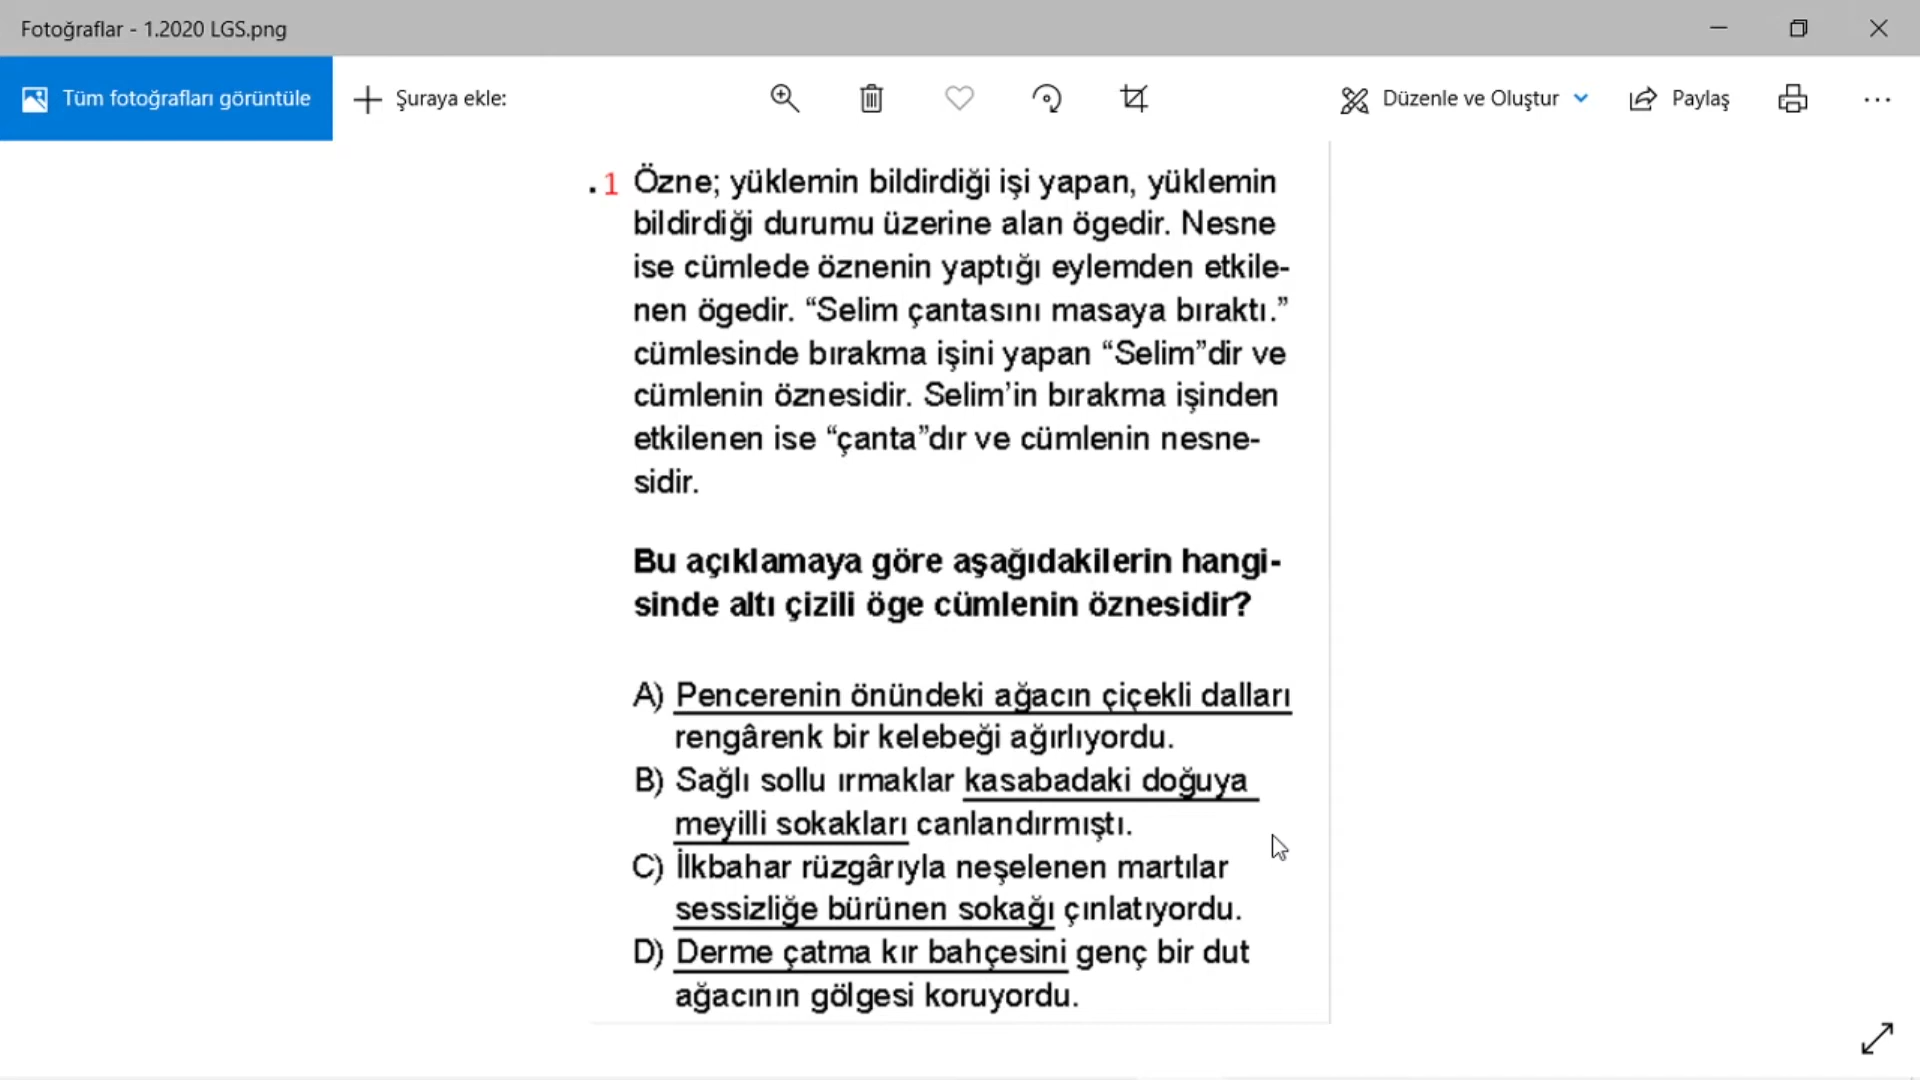 Fotoğraflar - 1.2020 LGS.png
Tüm fotoğrafları görüntüle
Şuraya ekle:
Düzenle ve Oluştur
Paylaş
. 1 Özne; yüklemin bildirdiği işi yapan, yüklemin
bildirdiği durumu üzerine alan ögedir. Nesne
ise cümlede öznenin yaptığı eylemden etkile-
nen ögedir. “Selim çantasını masaya bıraktı.”
cümlesinde bırakma işini yapan “Selim”dir ve
cümlenin öznesidir. Selim’in bırakma işinden
etkilenen ise “çanta”dır ve cümlenin nesne-
sidir.
Bu açıklamaya göre aşağıdakilerin hangi-
sinde altı çizili öge cümlenin öznesidir?
A) Pencerenin önündeki ağacın çiçekli dalları
rengârenk bir kelebeği ağırlıyordu.
B) Sağlı sollu ırmaklar kasabadaki doğuya
meyilli sokakları canlandırmıştı.
C) İlkbahar rüzgârıyla neşelenen martılar
sessizliğe bürünen sokağı çınlatıyordu.
D) Derme çatma kır bahçesini genç bir dut
ağacının gölgesi koruyordu.